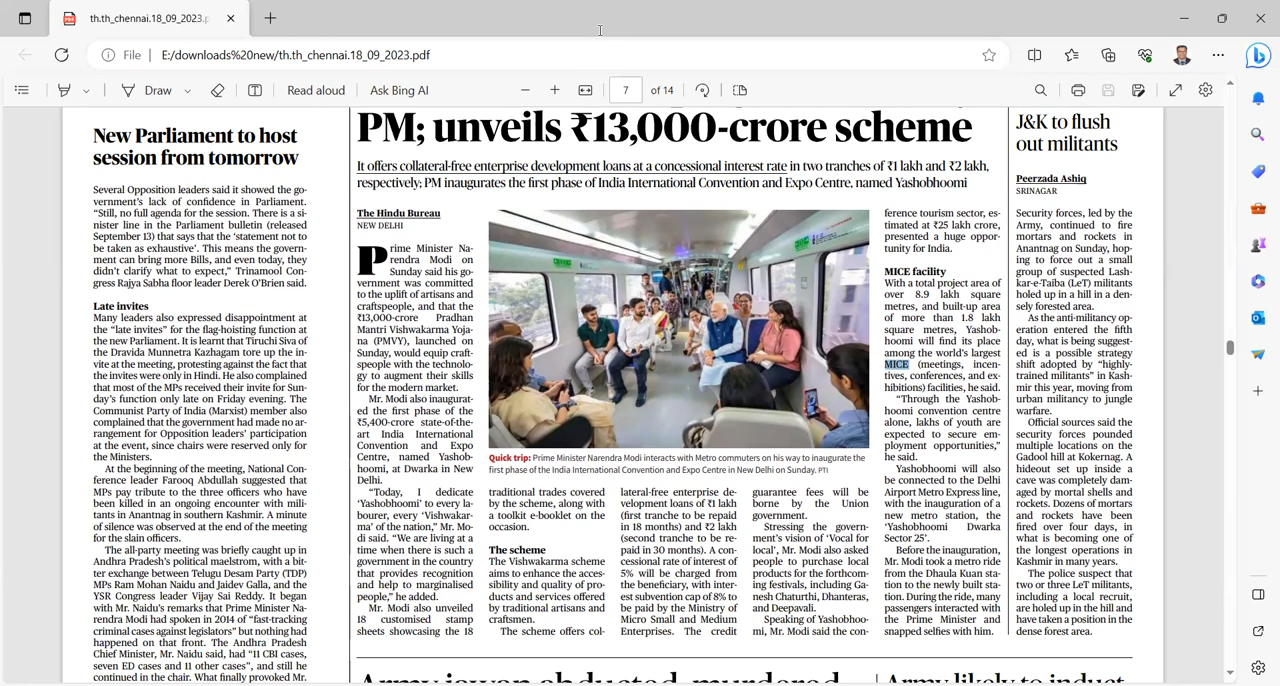 th.th_chennai.18_09_2023.p
File
E:/downloads%20new/th.th_chennai.18_09_2023.pdf
Draw
Read aloud
Ask Bing AI
7
of 14
New Parliament to host
session from tomorrow
Several Opposition leaders said it showed the go-
vernment’s lack of confidence in Parliament.
“Still, no full agenda for the session. There is a si-
nister line in the Parliament bulletin (released
September 13) that says that the ‘statement not to
be taken as exhaustive’. This means the govern-
ment can bring more Bills, and even today, they
didn’t clarify what to expect,” Trinamool Con-
gress Rajya Sabha floor leader Derek O’Brien said.
Late invites
Many leaders also expressed disappointment at
the “late invites” for the flag-hoisting function at
the new Parliament. It is learnt that Tiruchi Siva of
the Dravida Munnetra Kazhagam tore up the in-
vite at the meeting, protesting against the fact that
the invites were only in Hindi. He also complained
that most of the MPs received their invite for Sun-
day’s function only late on Friday evening. The
Communist Party of India (Marxist) member also
complained that the government had made no ar-
rangement for Opposition leaders’ participation
at the event, since chairs were reserved only for
the Ministers.
At the beginning of the meeting, National Con-
ference leader Farooq Abdullah suggested that
MPs pay tribute to the three officers who have
been killed in an ongoing encounter with mili-
tants in Anantnag in southern Kashmir. A minute
of silence was observed at the end of the meeting
for the slain officers.
The all-party meeting was briefly caught up in
Andhra Pradesh’s political maelstrom, with a bit-
ter exchange between Telugu Desam Party (TDP)
MPs Ram Mohan Naidu and Jaidev Galla, and the
YSR Congress leader Vijay Sai Reddy. It began
with Mr. Naidu’s remarks that Prime Minister Na-
rendra Modi had spoken in 2014 of “fast-tracking
criminal cases against legislators” but nothing had
happened on that front. The Andhra Pradesh
Chief Minister, Mr. Naidu said, had “11 CBI cases,
seven ED cases and 11 other cases”, and still he
continued in the chair. What finally provoked Mr.
PM; unveils ₹13,000-crore scheme
It offers collateral-free enterprise development loans at a concessional interest rate in two tranches of ₹1 lakh and ₹2 lakh,
respectively; PM inaugurates the first phase of India International Convention and Expo Centre, named Yashobhoomi
The Hindu Bureau
NEW DELHI
Prime Minister Na-
rendra Modi on
Sunday said his go-
vernment was committed
to the uplift of artisans and
craftspeople, and that the
₹13,000-crore Pradhan
Mantri Vishwakarma Yoja-
na (PMVY), launched on
Sunday, would equip craft-
speople with the technolo-
gy to augment their skills
for the modern market.
Mr. Modi also inaugurat-
ed the first phase of the
₹5,400-crore state-of-the-
art India International
Convention and Expo
Centre, named Yashob-
hoomi, at Dwarka in New
Delhi.
“Today, I dedicate
‘Yashobhoomi’ to every la-
bourer, every ‘Vishwakar-
ma’ of the nation,” Mr. Mo-
di said. “We are living at a
time when there is such a
government in the country
that provides recognition
and help to marginalised
people,” he added.
Mr. Modi also unveiled
18 customised stamp
sheets showcasing the 18
Quick trip: Prime Minister Narendra Modi interacts with Metro commuters on his way to inaugurate the
first phase of the India International Convention and Expo Centre in New Delhi on Sunday. PTI
traditional trades covered
by the scheme, along with
a toolkit e-booklet on the
occasion.
The scheme
The Vishwakarma scheme
aims to enhance the acces-
sibility and quality of pro-
ducts and services offered
by traditional artisans and
craftsmen.
The scheme offers col-
lateral-free enterprise de-
velopment loans of ₹1 lakh
(first tranche to be repaid
in 18 months) and ₹2 lakh
(second tranche to be re-
paid in 30 months). A con-
cessional rate of interest of
5% will be charged from
the beneficiary, with inter-
est subvention cap of 8% to
be paid by the Ministry of
Micro Small and Medium
Enterprises. The credit
guarantee fees will be
borne by the Union
government.
Stressing the govern-
ment’s vision of ‘Vocal for
local’, Mr. Modi also asked
people to purchase local
products for the forthcom-
ing festivals, including Ga-
nesh Chaturthi, Dhanteras,
and Deepavali.
Speaking of Yashobhoo-
mi, Mr. Modi said the con-
ference tourism sector, es-
timated at ₹25 lakh crore,
presented a huge oppor-
tunity for India.
MICE facility
With a total project area of
over 8.9 lakh square
metres, and built-up area
of more than 1.8 lakh
square metres, Yashob-
hoomi will find its place
among the world’s largest
MICE (meetings, incen-
tives, conferences, and ex-
hibitions) facilities, he said.
“Through the Yashob-
hoomi convention centre
alone, lakhs of youth are
expected to secure em-
ployment opportunities,”
he said.
Yashobhoomi will also
be connected to the Delhi
Airport Metro Express line,
with the inauguration of a
new metro station, the
‘Yashobhoomi Dwarka
Sector 25’.
Before the inauguration,
Mr. Modi took a metro ride
from the Dhaula Kuan sta-
tion to the newly built sta-
tion. During the ride, many
passengers interacted with
the Prime Minister and
snapped selfies with him.
J&K to flush
out militants
Peerzada Ashiq
SRINAGAR
Security forces, led by the
Army, continued to fire
mortars and rockets in
Anantnag on Sunday, hop-
ing to force out a small
group of suspected Lash-
kar-e-Taiba (LeT) militants
holed up in a hill in a den-
sely forested area.
As the anti-militancy op-
eration entered the fifth
day, what is being suggest-
ed is a possible strategy
shift adopted by “highly-
trained militants” in Kash-
mir this year, moving from
urban militancy to jungle
warfare.
Official sources said the
security forces pounded
multiple locations on the
Gadool hill at Kokernag. A
hideout set up inside a
cave was completely dam-
aged by mortar shells and
rockets. Dozens of mortars
and rockets have been
fired over four days, in
what is becoming one of
the longest operations in
Kashmir in many years.
The police suspect that
two or three LeT militants,
including a local recruit,
are holed up in the hill and
have taken a position in the
dense forest area.
Army jawan abducted, murdered
Army likely to induct